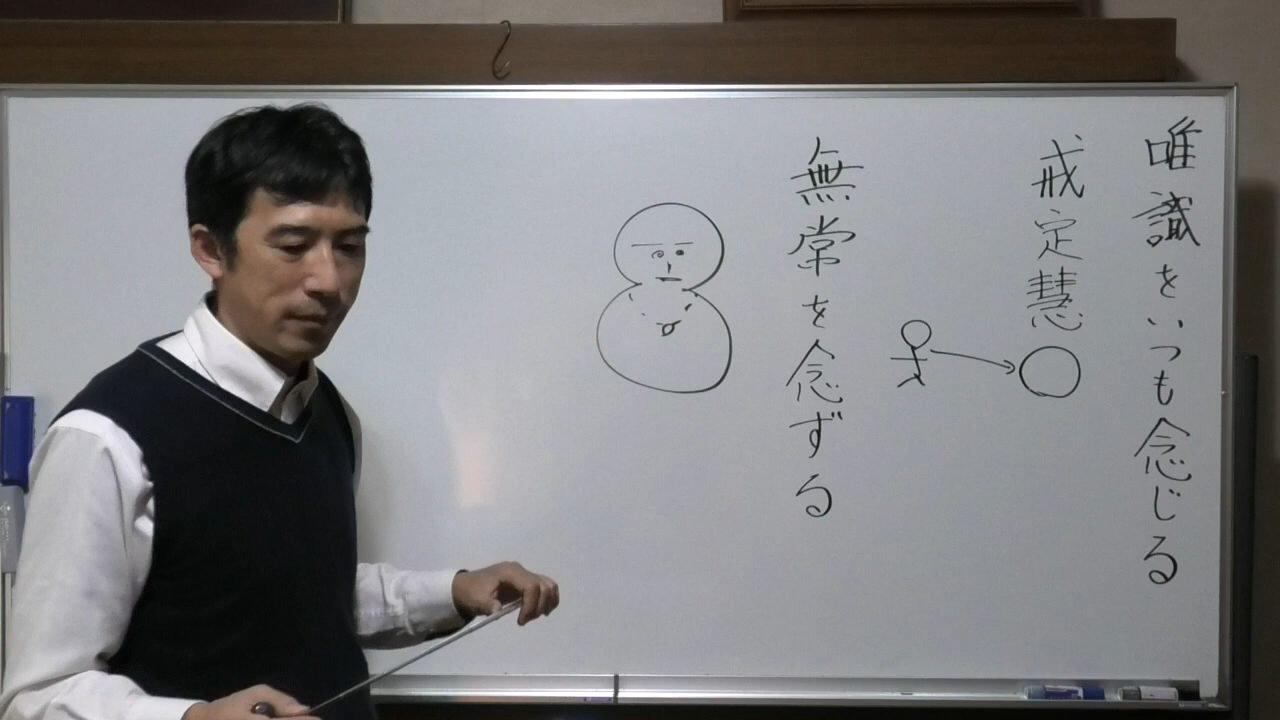 唯識をいつも念じる
戒定慧
無常を念ずる